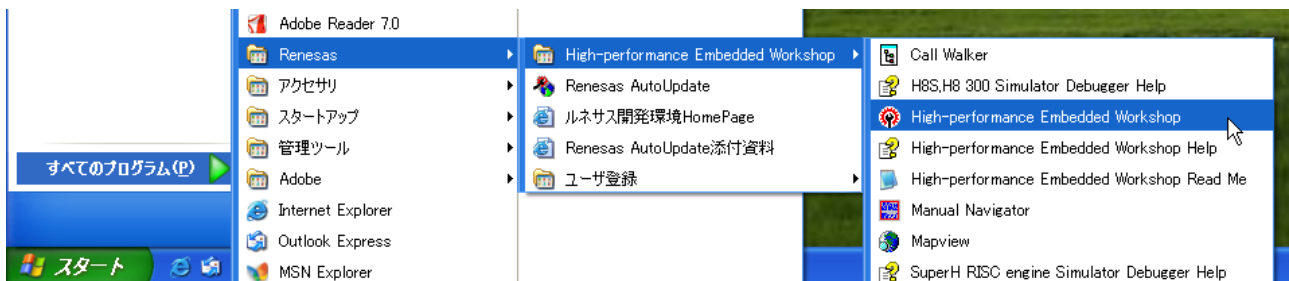 Adobe Reader 7.0
Renesas
アクセサリ
スタートアップ
管理ツール
Adobe
Internet Explorer
Outlook Express
MSN Explorer
すべてのプログラム(P)
スタート
High-performance Embedded Workshop
Renesas AutoUpdate
ルネサス開発環境HomePage
Renesas AutoUpdate添付資料
ユーザ登録
Call Walker
H8S,H8 300 Simulator Debugger Help
High-performance Embedded Workshop
High-performance Embedded Workshop Help
High-performance Embedded Workshop Read Me
Manual Navigator
Mapview
SuperH RISC engine Simulator Debugger Help